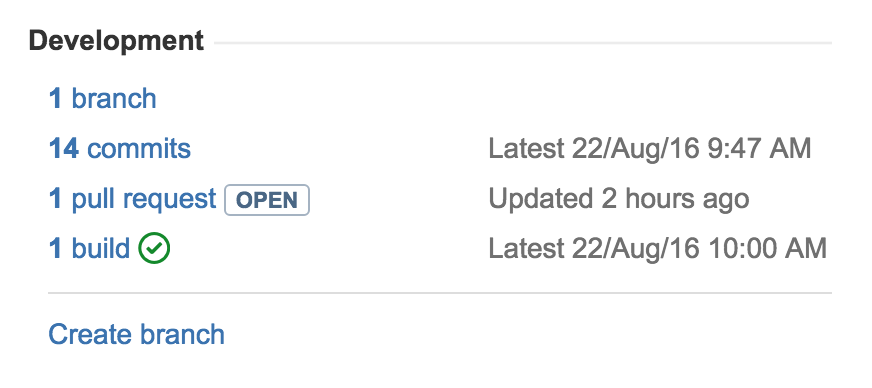 Development
1 branch
14 commits Latest 22/Aug/16 9:47 AM
1 pull request OPEN Updated 2 hours ago
1 build Latest 22/Aug/16 10:00 AM
Create branch